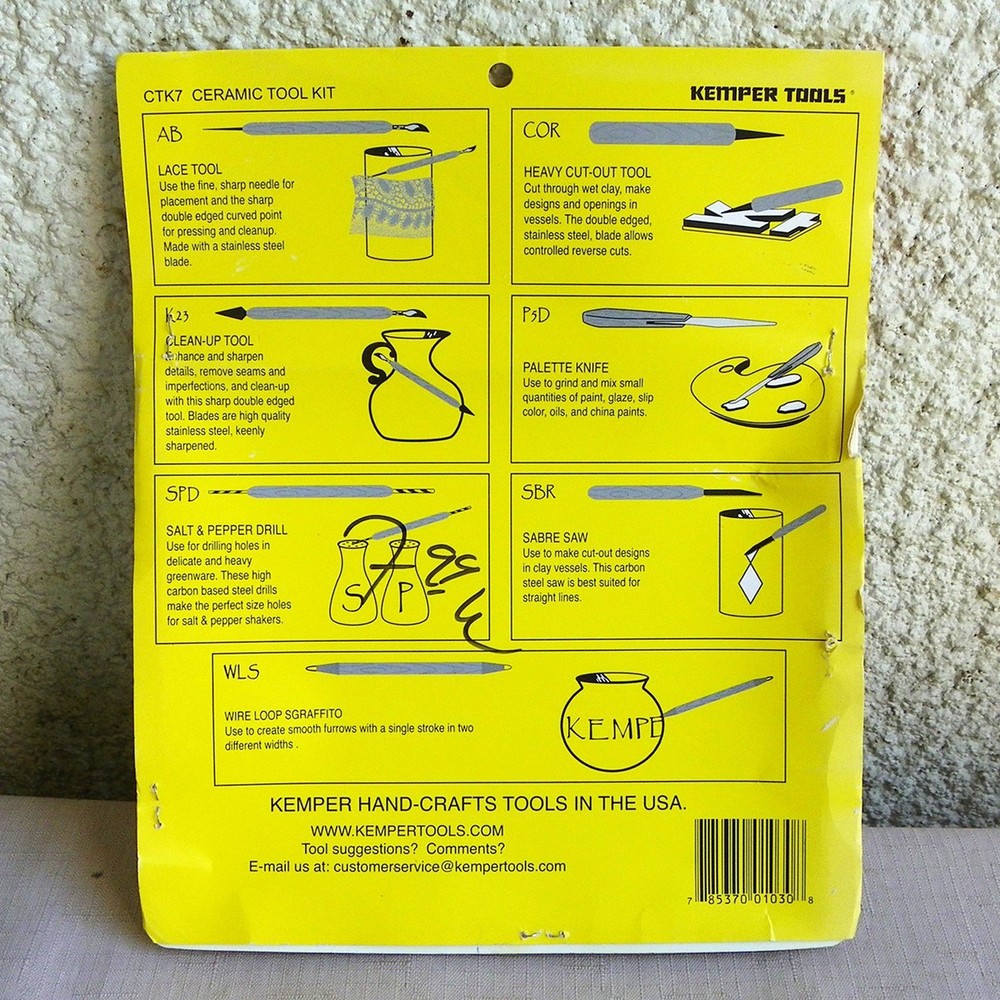 CTK7 CERAMIC TOOL KIT
KEMPER TOOLS®
AB
LACE TOOL
Use the fine, sharp needle for
placement and the sharp
double edged curved point
for pressing and cleanup.
Made with a stainless steel
blade.
COR
HEAVY CUT-OUT TOOL
Cut through wet clay, make
designs and openings in
vessels. The double edged,
stainless steel, blade allows
controlled reverse cuts.
K23
CLEAN-UP TOOL
Enhance and sharpen
details, remove seams and
imperfections, and clean-up
with this sharp double edged
tool. Blades are high quality
stainless steel, keenly
sharpened.
P3D
PALETTE KNIFE
Use to grind and mix small
quantities of paint, glaze, slip
color, oils, and china paints.
SPD
SALT & PEPPER DRILL
Use for drilling holes in
delicate and heavy
greenware. These high
carbon based steel drills
make the perfect size holes
for salt & pepper shakers.
S P
7 99
SBR
SABRE SAW
Use to make cut-out designs
in clay vessels. This carbon
steel saw is best suited for
straight lines.
WLS
WIRE LOOP SGRAFFITO
Use to create smooth furrows with a single stroke in two
different widths .
KEMPE
KEMPER HAND-CRAFTS TOOLS IN THE USA.
WWW.KEMPERTOOLS.COM
Tool suggestions? Comments?
E-mail us at: customerservice@kempertools.com
7 85370 01030 8